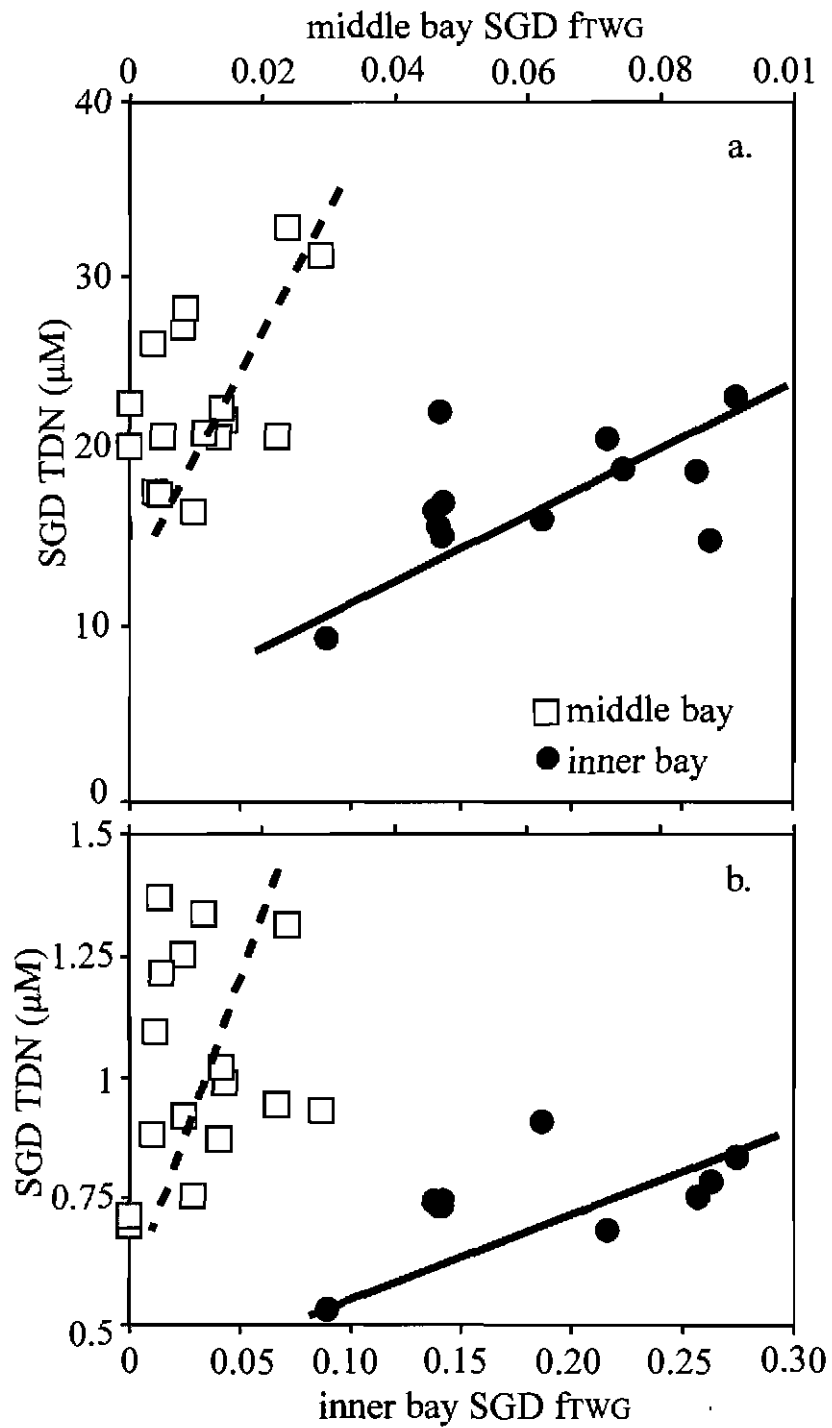 middle bay SGD fTWG
0 0.02 0.04 0.06 0.08 0.01
40
a.
30
SGD TDN (µM)
20
10
middle bay
inner bay
0
1.5
b.
1.25
SGD TDN (µM)
1
0.75
0.5
0 0.05 0.10 0.15 0.20 0.25 0.30
inner bay SGD fTWG